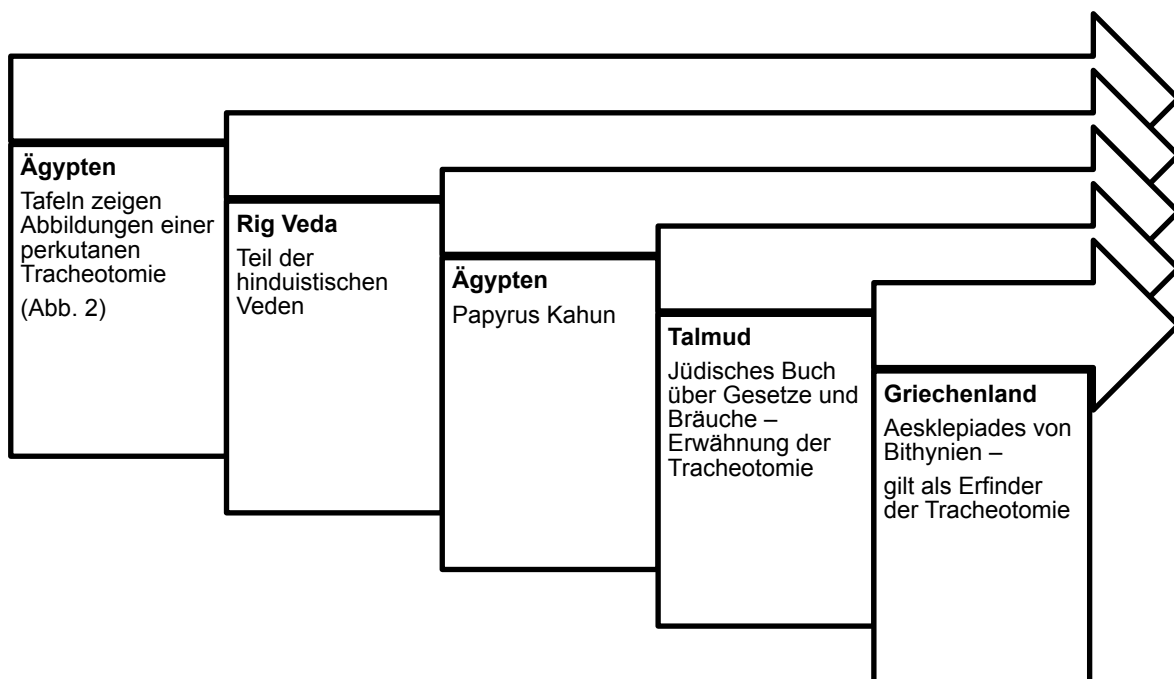 Ägypten
Tafeln zeigen
Abbildungen einer
perkutanen
Tracheotomie
(Abb. 2)
Rig Veda
Teil der
hinduistischen
Veden
Ägypten
Papyrus Kahun
Talmud
Jüdisches Buch
über Gesetze und
Bräuche –
Erwähnung der
Tracheotomie
Griechenland
Aesklepiades von
Bithynien –
gilt als Erfinder
der Tracheotomie